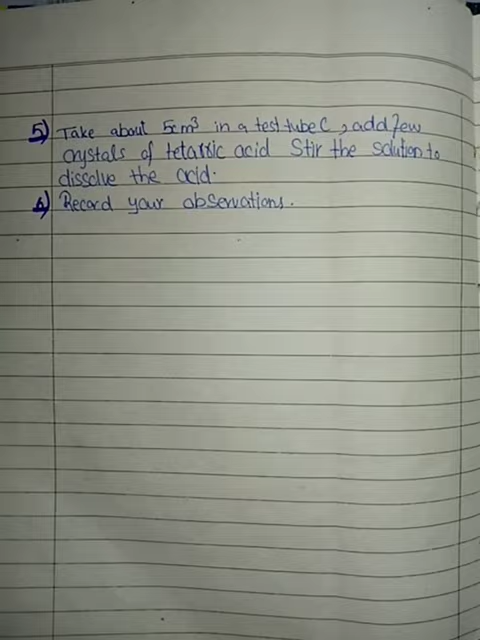 5) Take about 5cm³ in a test tube C, add few
crystals of tetarric acid Stir the solution to
dissolve the acid.
6) Record your observations.